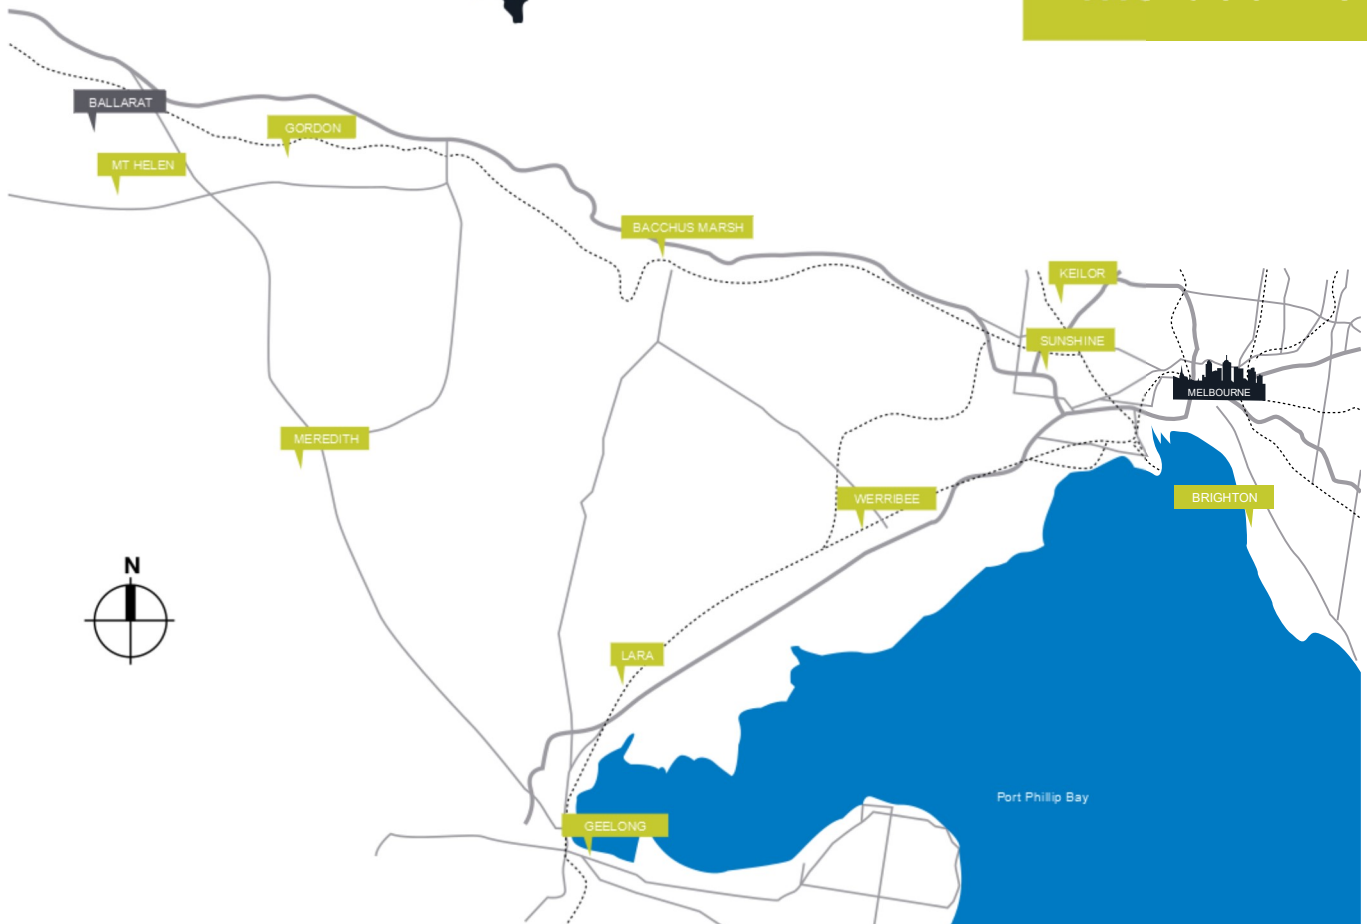 BALLARAT
GORDON
MT HELEN
BACCHUS MARSH
KEILOR
SUNSHINE
MELBOURNE
MEREDITH
WERRIBEE
BRIGHTON
N
LARA
Port Phillip Bay
GEELONG